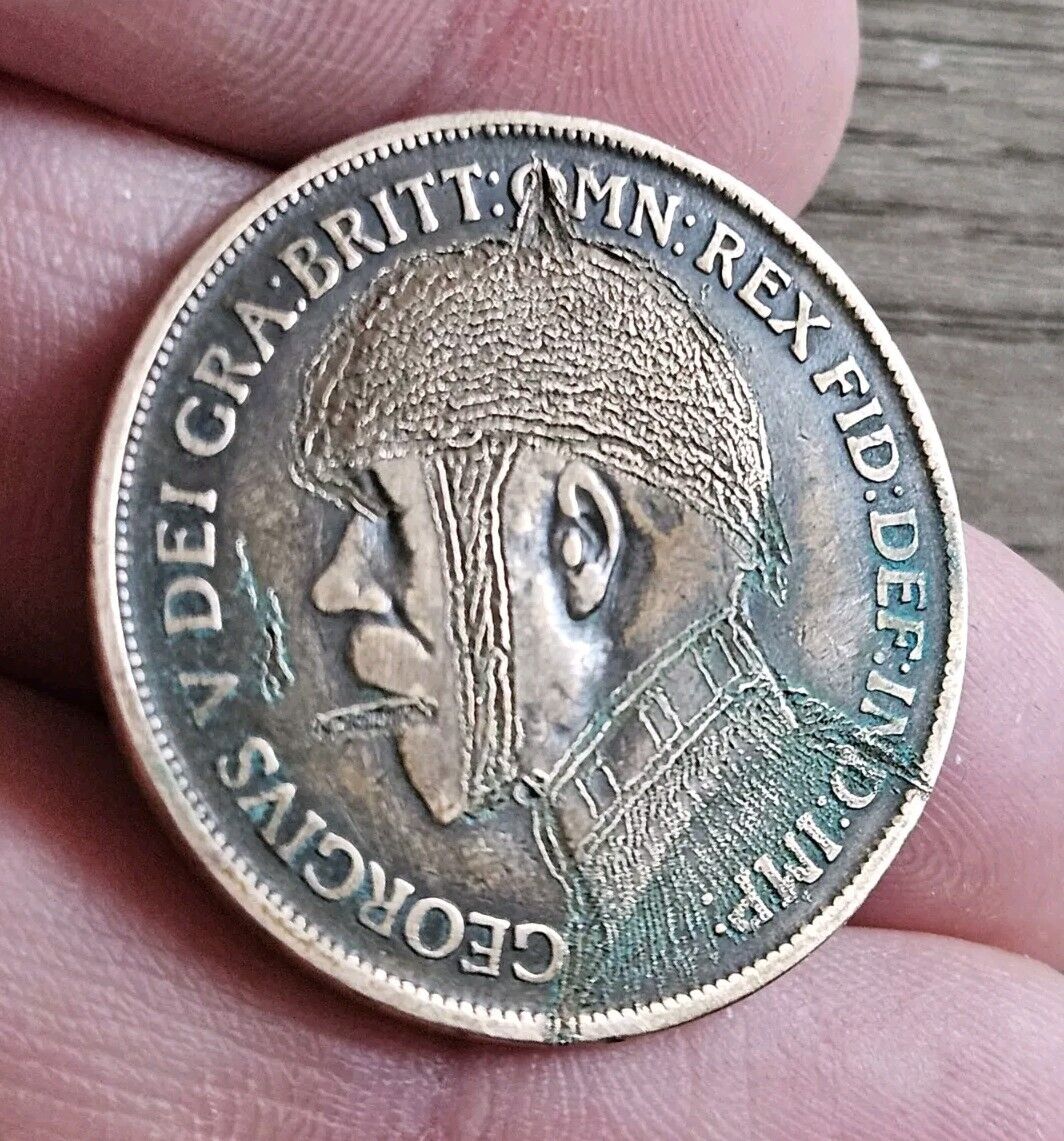 GEORGIVS V DEI GRA: BRITT: OMN: REX FID: DEF: IND: IMP: